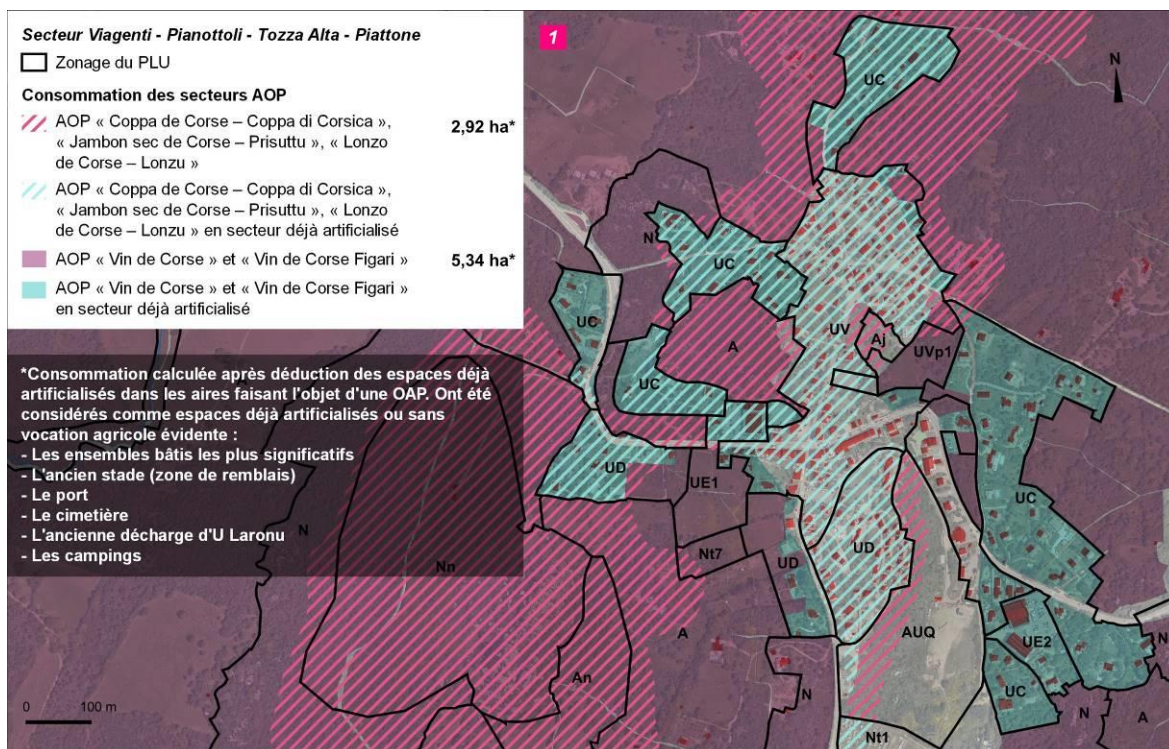 Secteur Viagenti - Pianottoli - Tozza Alta - Piattone
Zonage du PLU
Consommation des secteurs AOP
AOP « Coppa de Corse – Coppa di Corsica »,
« Jambon sec de Corse – Prisuttu », « Lonzo
de Corse – Lonzu »
2,92 ha*
AOP « Coppa de Corse – Coppa di Corsica »,
« Jambon sec de Corse – Prisuttu », « Lonzo
de Corse – Lonzu » en secteur déjà artificialisé
AOP « Vin de Corse » et « Vin de Corse Figari »
5,34 ha*
AOP « Vin de Corse » et « Vin de Corse Figari »
en secteur déjà artificialisé
*Consommation calculée après déduction des espaces déjà
artificialisés dans les aires faisant l'objet d'une OAP. Ont été
considérés comme espaces déjà artificialisés ou sans
vocation agricole évidente :
- Les ensembles bâtis les plus significatifs
- L'ancien stade (zone de remblais)
- Le port
- Le cimetière
- L'ancienne décharge d'U Laronu
- Les campings
0 100 m
1
N
UC
N
UC
UC
UV
Aj
UVp1
A
UC
UD
UE1
UC
Nt7
UD
UD
N
Nn
A
An
AUQ
UE2
N
UC
N
N
A
Nt1